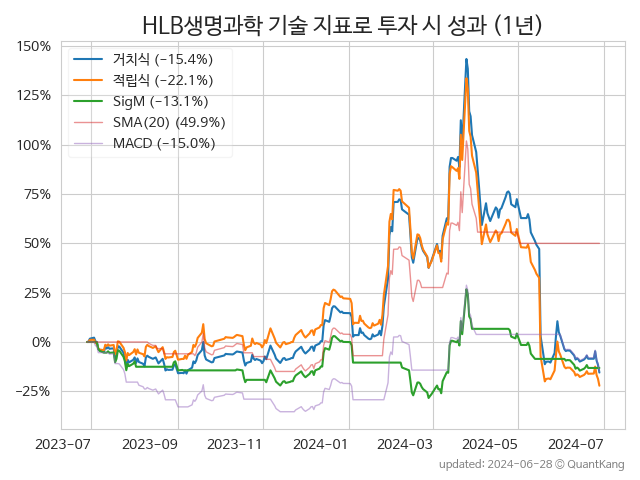 HLB생명과학 기술 지표로 투자 시 성과 (1년)
150%
125%
100%
75%
50%
25%
0%
−25%
거치식 (−15.4%)
적립식 (−22.1%)
SigM (−13.1%)
SMA(20) (49.9%)
MACD (−15.0%)
2023-07
2023-09
2023-11
2024-01
2024-03
2024-05
2024-07
updated: 2024-06-28 © QuantKang